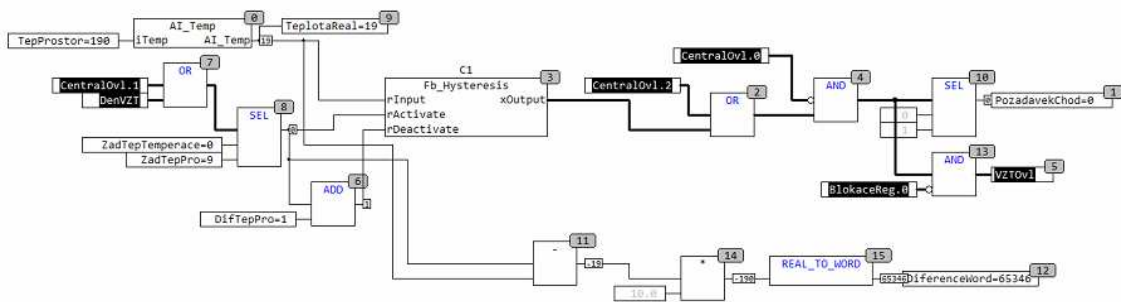 0
AI_Temp
TepProstor=190
iTemp AI_Temp
19
9
TeplotaReal=19
7
OR
CentralOvl.1
DenVZT
8
SEL
0
ZadTepTemperace=0
ZadTepPro=9
6
ADD
1
DifTepPro=1
C1
3
Fb_Hysteresis
rInput xOutput
rActivate
rDeactivate
CentralOvl.0
CentralOvl.2
2
OR
4
AND
10
SEL
0
1
0
1
PozadavekChod=0
13
AND
BlokaceReg.0
5
VZTOvl
11
-
-19
14
*
10.0
-190
15
REAL_TO_WORD
65346
12
DiferenceWord=65346